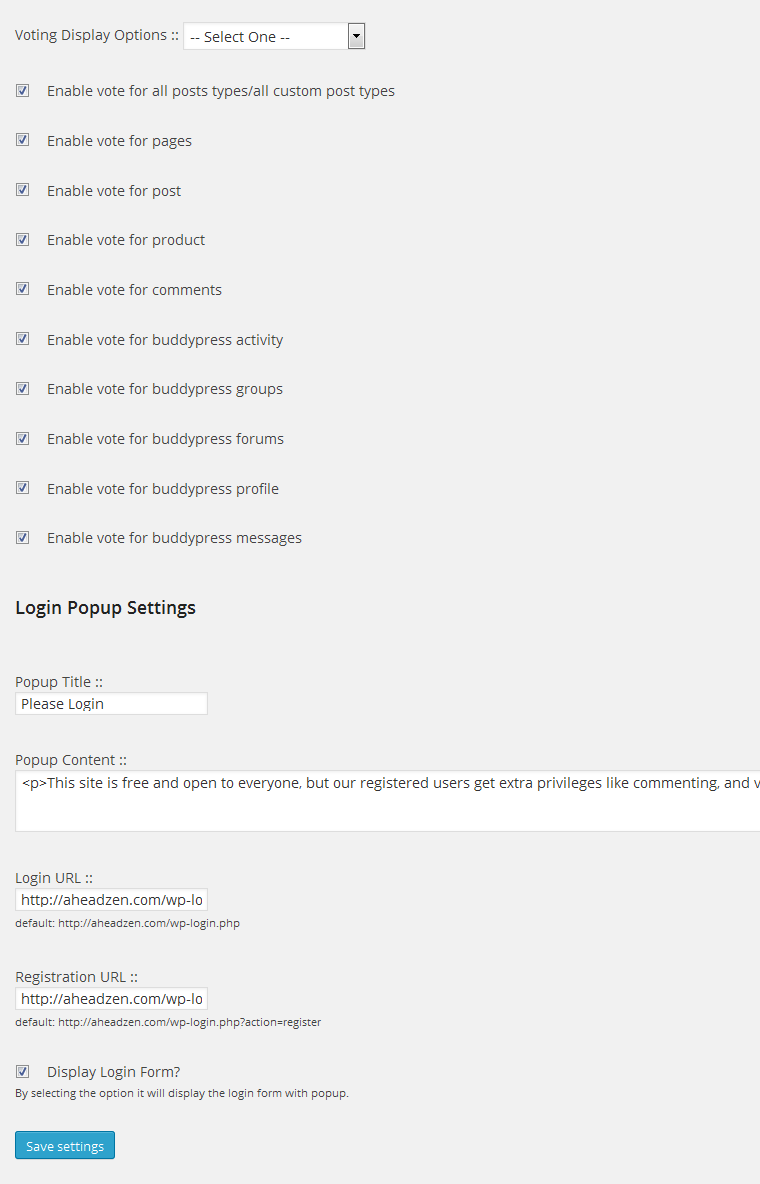 Voting Display Options :: -- Select One --
Enable vote for all posts types/all custom post types
Enable vote for pages
Enable vote for post
Enable vote for product
Enable vote for comments
Enable vote for buddypress activity
Enable vote for buddypress groups
Enable vote for buddypress forums
Enable vote for buddypress profile
Enable vote for buddypress messages
Login Popup Settings
Popup Title ::
Please Login
Popup Content ::
<p>This site is free and open to everyone, but our registered users get extra privileges like commenting, and v
Login URL ::
http://aheadzen.com/wp-lo
default: http://aheadzen.com/wp-login.php
Registration URL ::
http://aheadzen.com/wp-lo
default: http://aheadzen.com/wp-login.php?action=register
Display Login Form?
By selecting the option it will display the login form with popup.
Save settings